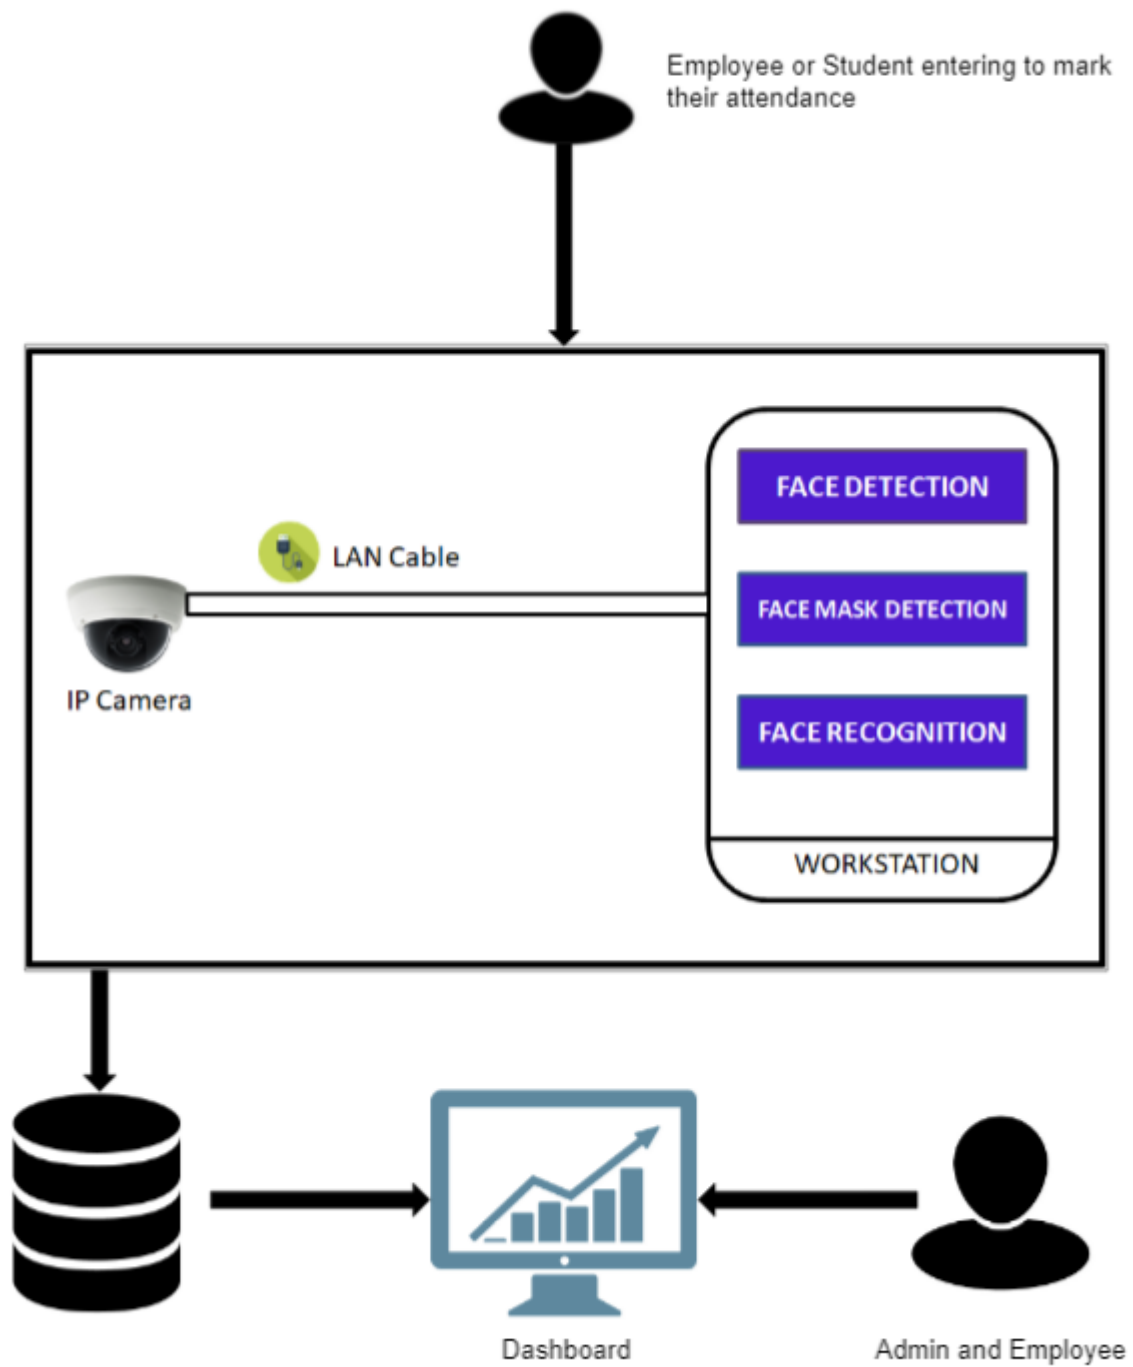 Employee or Student entering to mark
their attendance
FACE DETECTION
LAN Cable
FACE MASK DETECTION
IP Camera
FACE RECOGNITION
WORKSTATION
Dashboard
Admin and Employee